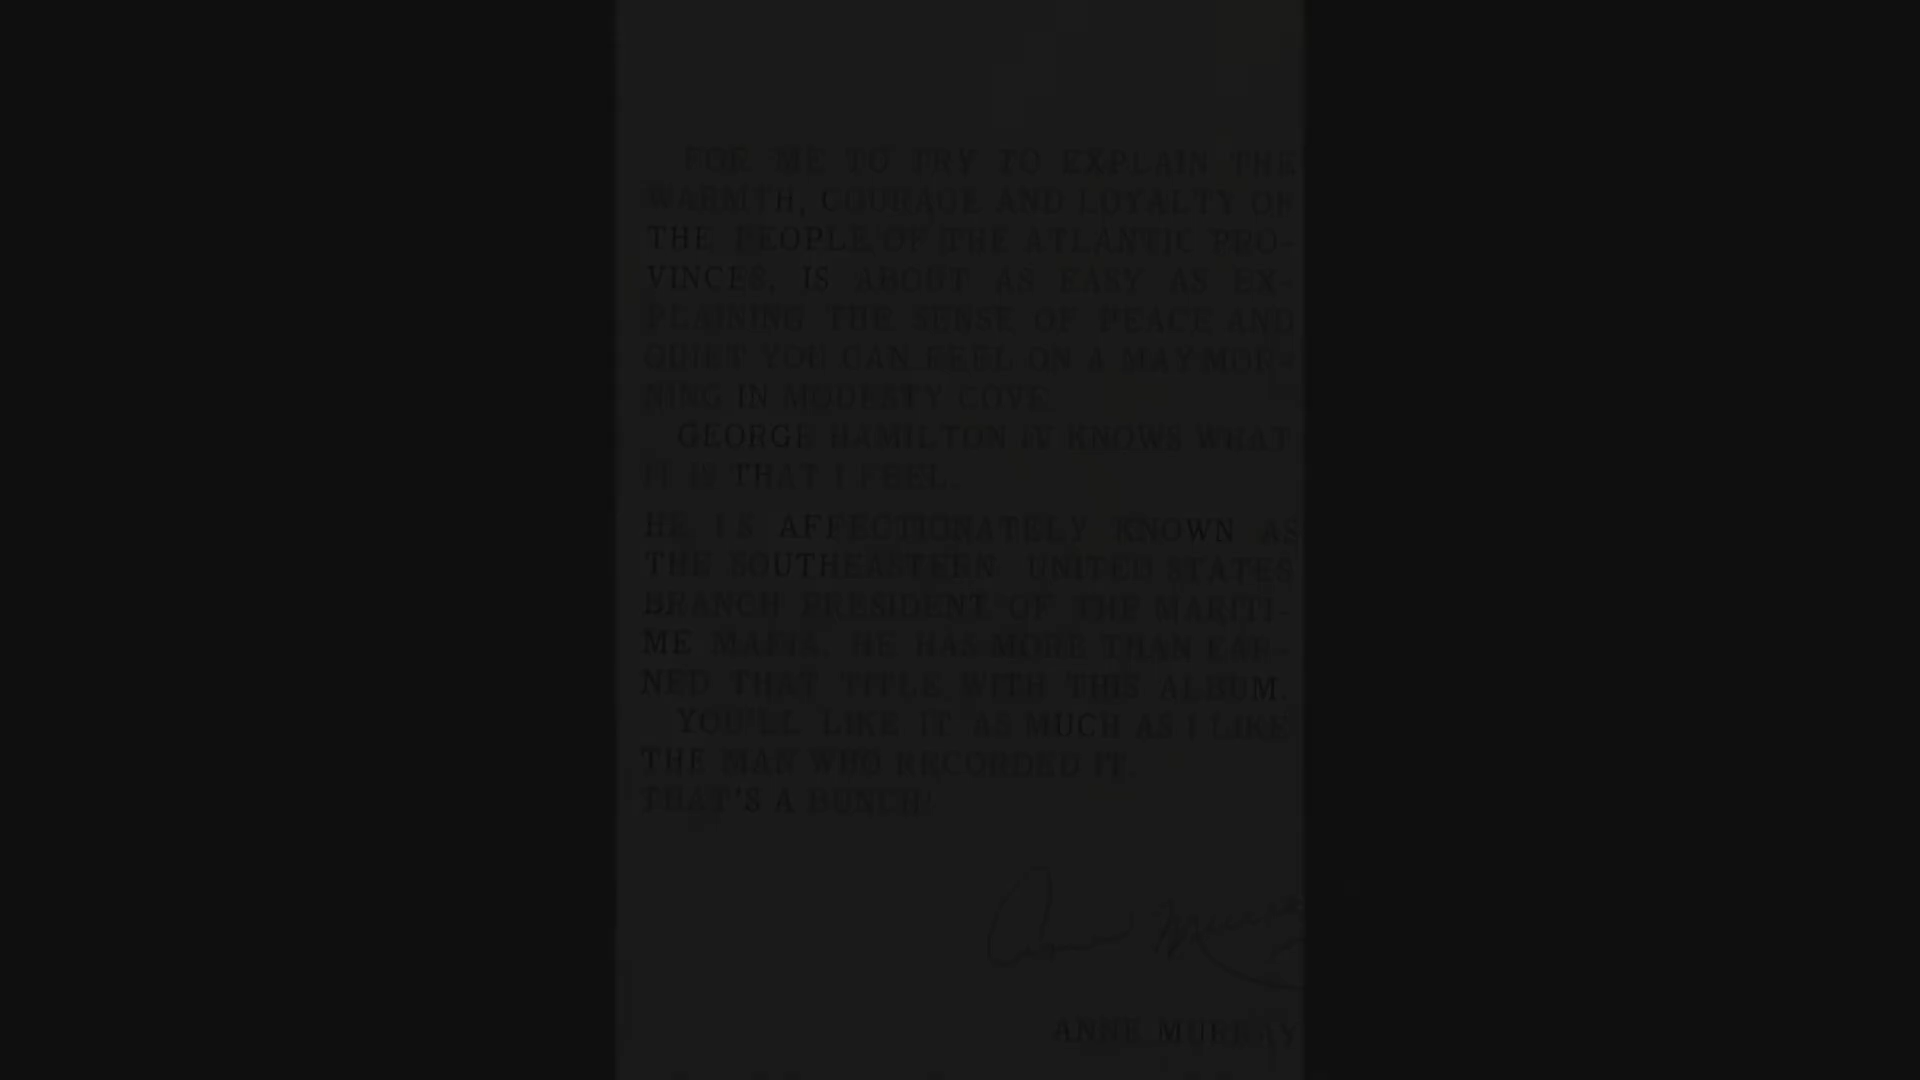 FOR ME TO TRY TO EXPLAIN THE
WARMTH, COURAGE AND LOYALTY OF
THE PEOPLE OF THE ATLANTIC PRO-
VINCES, IS ABOUT AS EASY AS EX-
PLAINING THE SENSE OF PEACE AND
QUIET YOU CAN FEEL ON A MAY MOR-
NING IN MODESTY COVE.
GEORGE HAMILTON IV KNOWS WHAT
IT IS THAT I FEEL.
HE IS AFFECTIONATELY KNOWN AS
THE SOUTHEASTERN UNITED STATES
BRANCH PRESIDENT OF THE MARITI-
ME MAFIA. HE HAS MORE THAN EAR-
NED THAT TITLE WITH THIS ALBUM.
YOU'LL LIKE IT AS MUCH AS I LIKE
THE MAN WHO RECORDED IT.
THAT'S A BUNCH!
Anne Murray
ANNE MURRAY